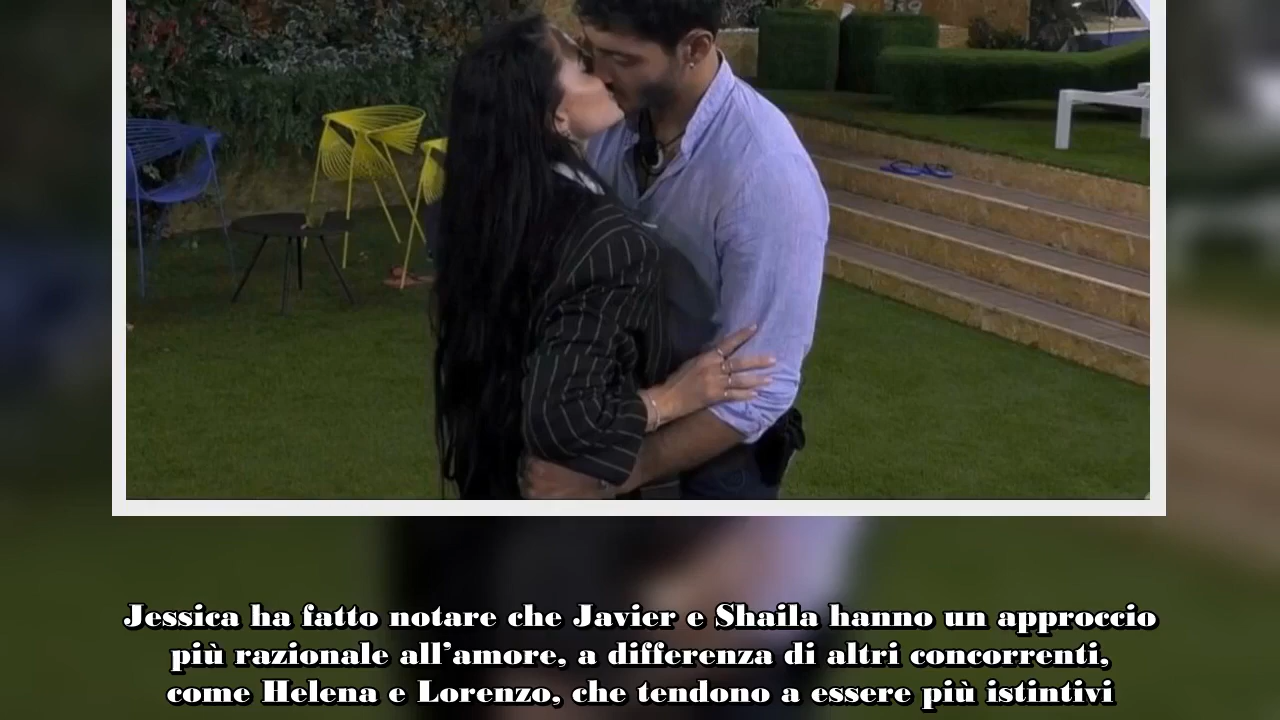 Jessica ha fatto notare che Javier e Shaila hanno un approccio
più razionale all'amore, a differenza di altri concorrenti,
come Helena e Lorenzo, che tendono a essere più istintivi